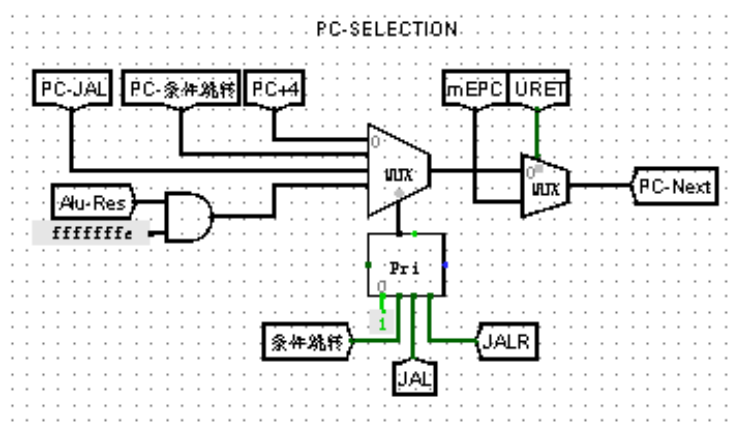 PC-SELECTION
PC-JAL
PC-条件跳转
PC+4
mEPC
URET
0
MUX
0
MUX
Alu-Res
fffffffe
PC-Next
Pri
0
1
条件跳转
JALR
JAL